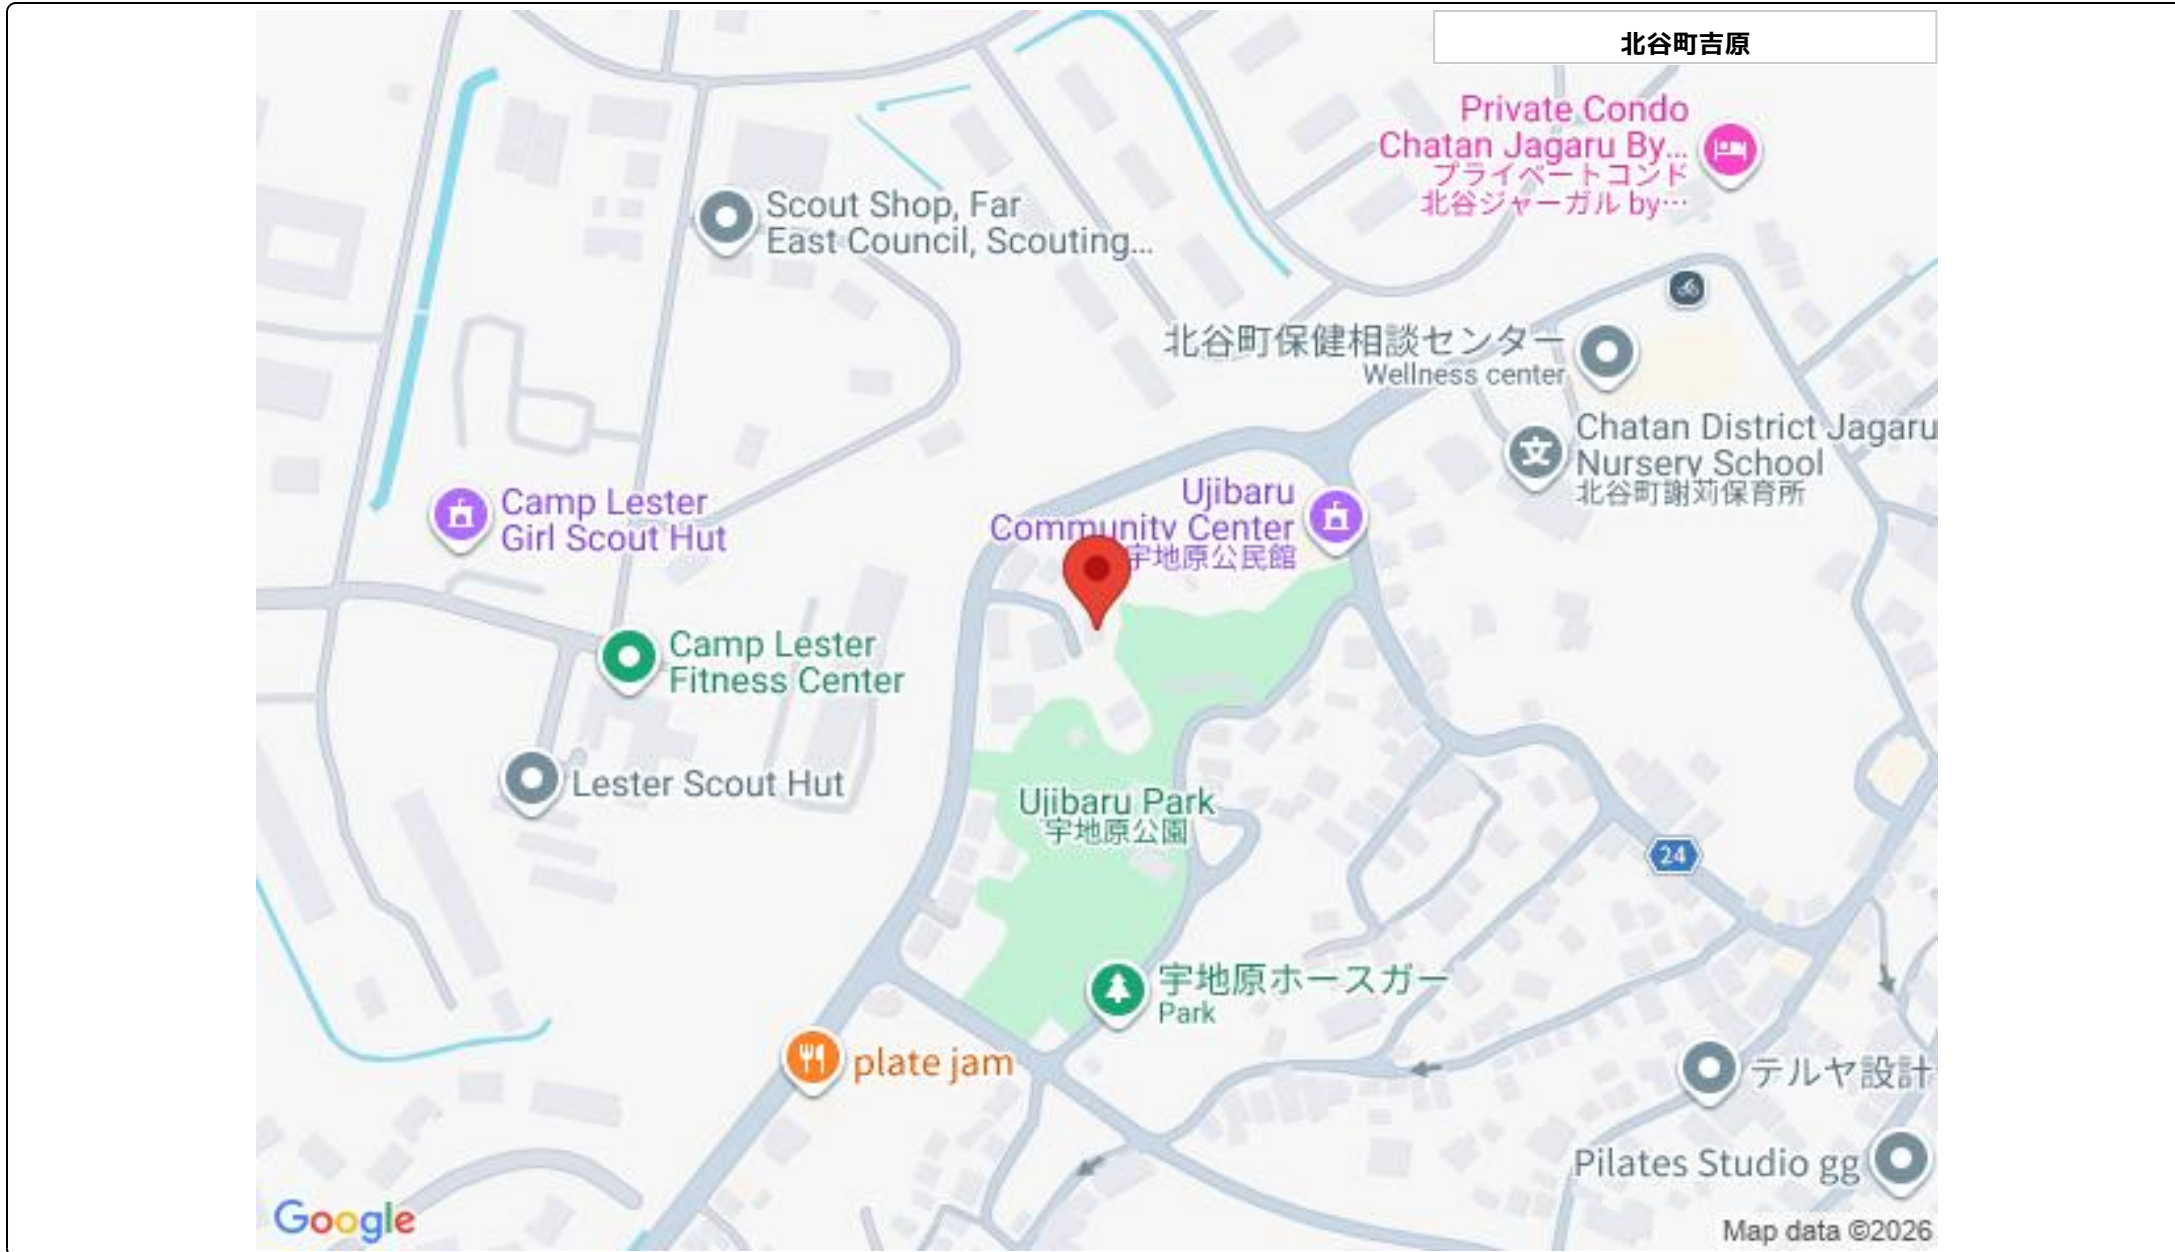 北谷町吉原
Private Condo
Chatan Jagaru By...
プライベートコンド
北谷ジャーガル by…
Scout Shop, Far
East Council, Scouting...
北谷町保健相談センター
Wellness center
Chatan District Jagaru
Nursery School
北谷町謝苅保育所
Camp Lester
Girl Scout Hut
Ujibaru
Community Center
宇地原公民館
Camp Lester
Fitness Center
Lester Scout Hut
Ujibaru Park
宇地原公園
24
宇地原ホースガー
Park
plate jam
テルヤ設計
Pilates Studio gg
Google
Map data ©2026